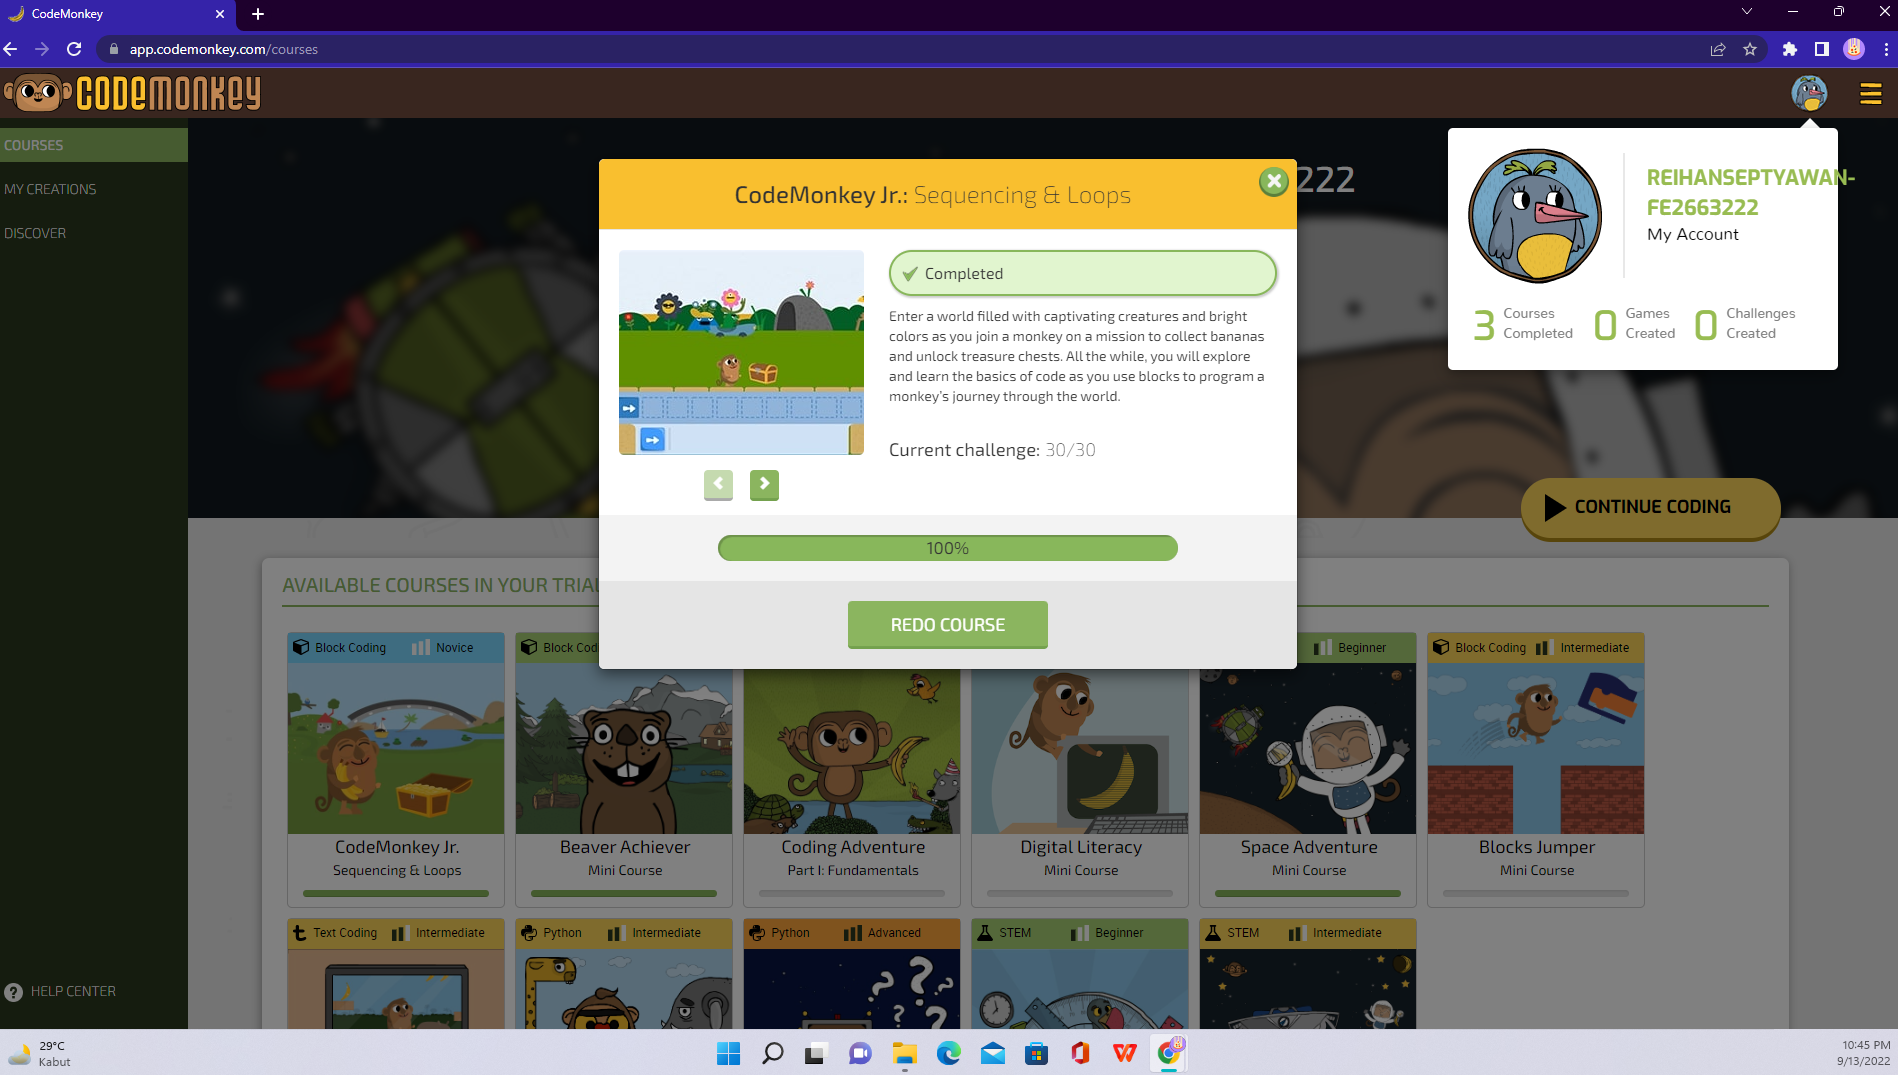 CodeMonkey
app.codemonkey.com/courses
CODEMONKEY
COURSES
MY CREATIONS
DISCOVER
HELP CENTER
222
REIHANSEPTYAWAN-
FE2663222
My Account
3 Courses Completed
0 Games Created
0 Challenges Created
CodeMonkey Jr.: Sequencing & Loops
Completed
Enter a world filled with captivating creatures and bright
colors as you join a monkey on a mission to collect bananas
and unlock treasure chests. All the while, you will explore
and learn the basics of code as you use blocks to program a
monkey's journey through the world.
Current challenge: 30/30
100%
REDO COURSE
CONTINUE CODING
AVAILABLE COURSES IN YOUR TRIAL
Block Coding Novice
CodeMonkey Jr.
Sequencing & Loops
Block Codi
Beaver Achiever
Mini Course
Coding Adventure
Part I: Fundamentals
Digital Literacy
Mini Course
Beginner
Space Adventure
Mini Course
Block Coding Intermediate
Blocks Jumper
Mini Course
t Text Coding Intermediate
Python Intermediate
Python Advanced
???
STEM Beginner
STEM Intermediate
29°C
Kabut
10:45 PM
9/13/2022